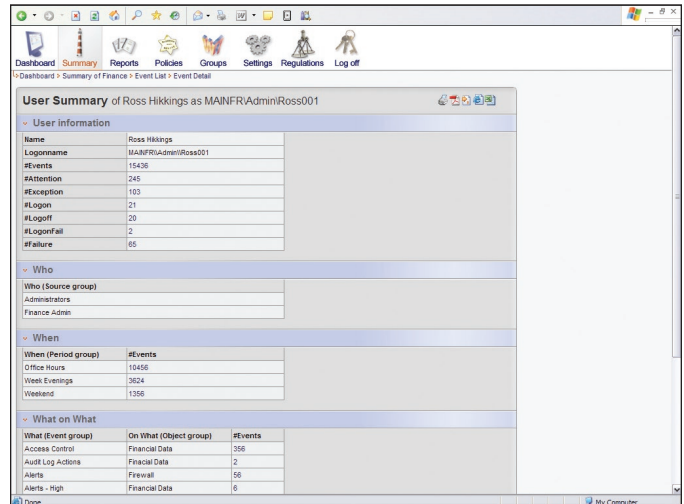 Dashboard Summary Reports Policies Groups Settings Regulations Log off
>Dashboard > Summary of Finance > Event List > Event Detail
User Summary of Ross Hikkings as MAINFR\Admin\Ross001
User information
Name Ross Hikkings
Logonname MAINFR\\Admin\\Ross001
#Events 15436
#Attention 245
#Exception 103
#Logon 21
#Logoff 20
#LogonFail 2
#Failure 65
Who
Who (Source group)
Administrators
Finance Admin
When
When (Period group) #Events
Office Hours 10456
Week Evenings 3624
Weekend 1356
What on What
What (Event group) On What (Object group) #Events
Access Control Financial Data 356
Audit Log Actions Finacial Data 2
Alerts Firewall 56
Alerts - High Financial Data 6
Done My Computer